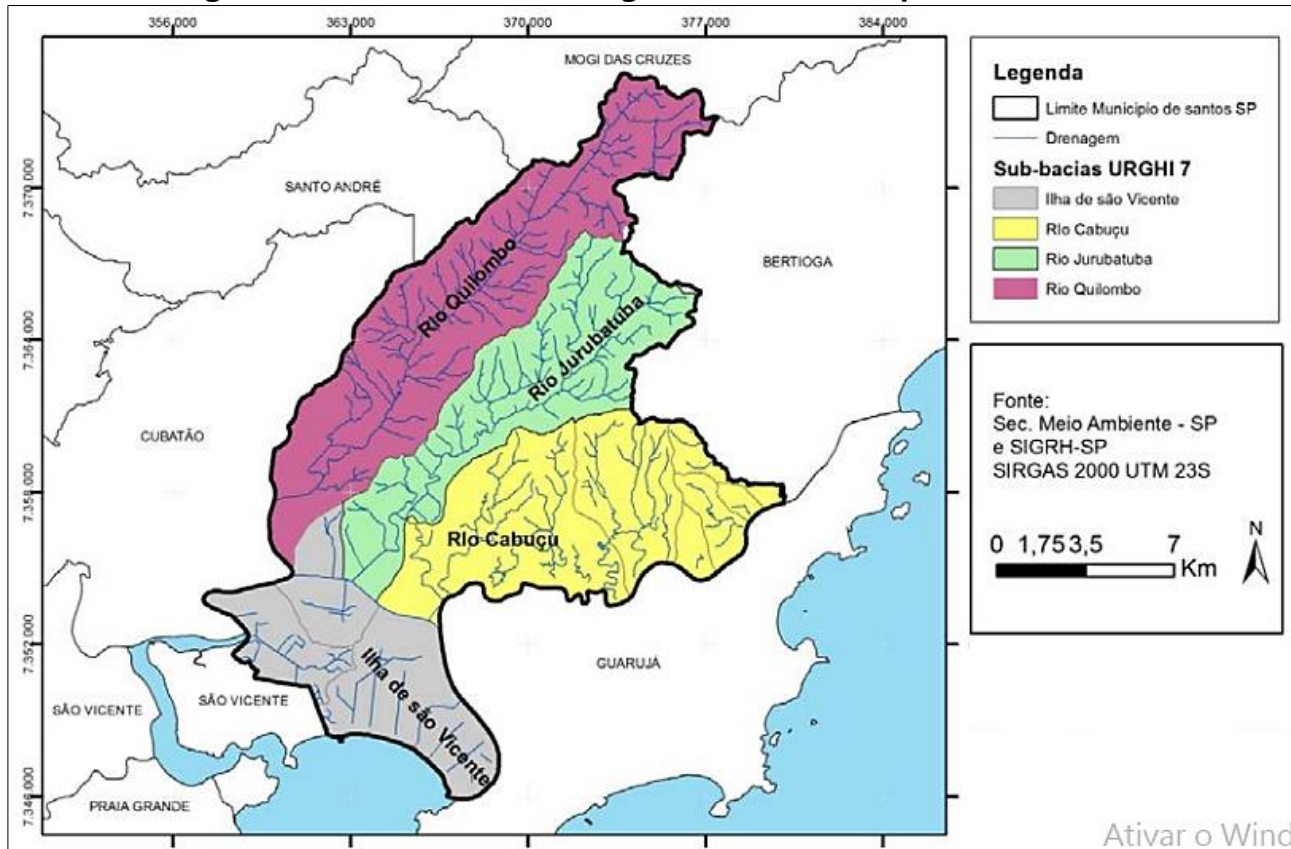 356,000 363,000 370,000 377,000 384,000
MOGI DAS CRUZES
SANTO ANDRÉ
BERTIOGA
CUBATÃO
GUARUJÁ
SÃO VICENTE
SÃO VICENTE
PRAIA GRANDE
Rio Quilombo
Rio Jurubatuba
RIo Cabuçu
Ilha de são Vicente
7.370,000
7.364,000
7.358,000
7.352,000
7.346,000
Legenda
Limite Municipio de santos SP
Drenagem
Sub-bacias URGHI 7
Ilha de são Vicente
RIo Cabuçu
Rio Jurubatuba
Rio Quilombo
Fonte:
Sec. Meio Ambiente - SP
e SIGRH-SP
SIRGAS 2000 UTM 23S
N
0 1,75 3,5 7
Km
Ativar o Wind